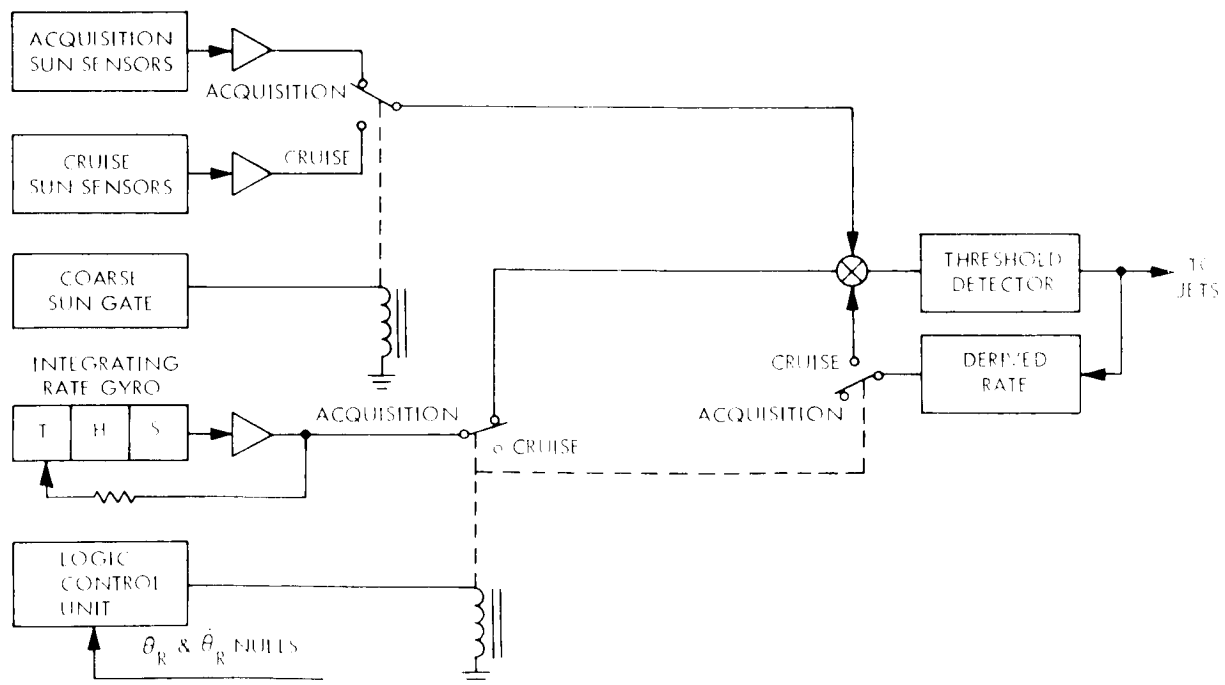 ACQUISITION
SUN SENSORS
ACQUISITION
CRUISE
SUN SENSORS
CRUISE
COARSE
SUN GATE
THRESHOLD
DETECTOR
TO
JETS
INTEGRATING
RATE GYRO
T H S
ACQUISITION
CRUISE
CRUISE
ACQUISITION
DERIVED
RATE
LOGIC
CONTROL
UNIT
θR & θ̇R NULLS